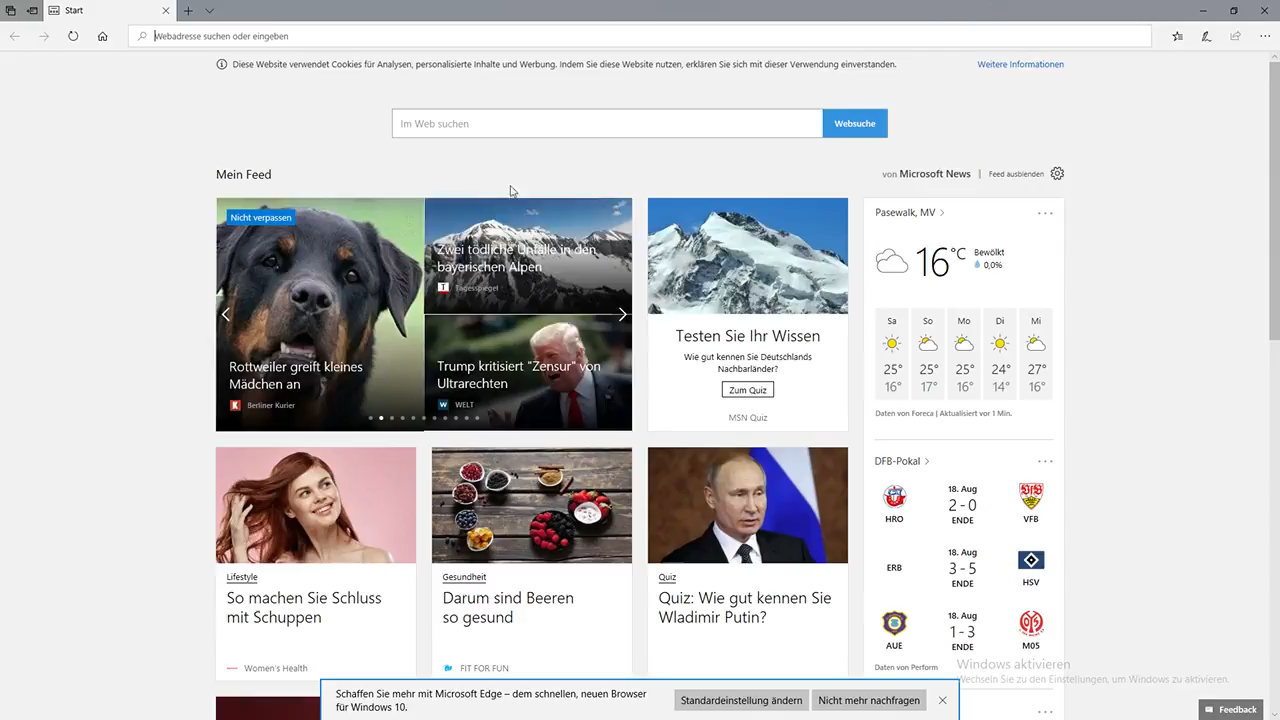 Start
Webadresse suchen oder eingeben
Diese Website verwendet Cookies für Analysen, personalisierte Inhalte und Werbung. Indem Sie diese Website nutzen, erklären Sie sich mit dieser Verwendung einverstanden.
Weitere Informationen
Im Web suchen
Websuche
Mein Feed
von Microsoft News | Feed ausblenden
Nicht verpassen
Rottweiler greift kleines
Mädchen an
Berliner Kurier
Zwei tödliche Unfälle in den
bayerischen Alpen
Tagesspiegel
Trump kritisiert "Zensur" von
Ultrarechten
WELT
Testen Sie Ihr Wissen
Wie gut kennen Sie Deutschlands
Nachbarländer?
Zum Quiz
MSN Quiz
Pasewalk, MV
16°C
Bewölkt
0,0%
Sa So Mo Di Mi
25° 25° 25° 24° 27°
16° 17° 16° 14° 16°
Daten von Foreca | Aktualisiert vor 1 Min.
DFB-Pokal
18. Aug
2 - 0
HRO ENDE VFB
18. Aug
ERB 3 - 5 HSV
ENDE
18. Aug
1 - 3
AUE ENDE M05
Daten von Perform
Lifestyle
So machen Sie Schluss
mit Schuppen
Women's Health
Gesundheit
Darum sind Beeren
so gesund
FIT FOR FUN
Quiz
Quiz: Wie gut kennen Sie
Wladimir Putin?
Windows aktivieren
Wechseln Sie zu den Einstellungen, um Windows zu aktivieren.
Schaffen Sie mehr mit Microsoft Edge – dem schnellen, neuen Browser
für Windows 10.
Standardeinstellung ändern
Nicht mehr nachfragen
Feedback